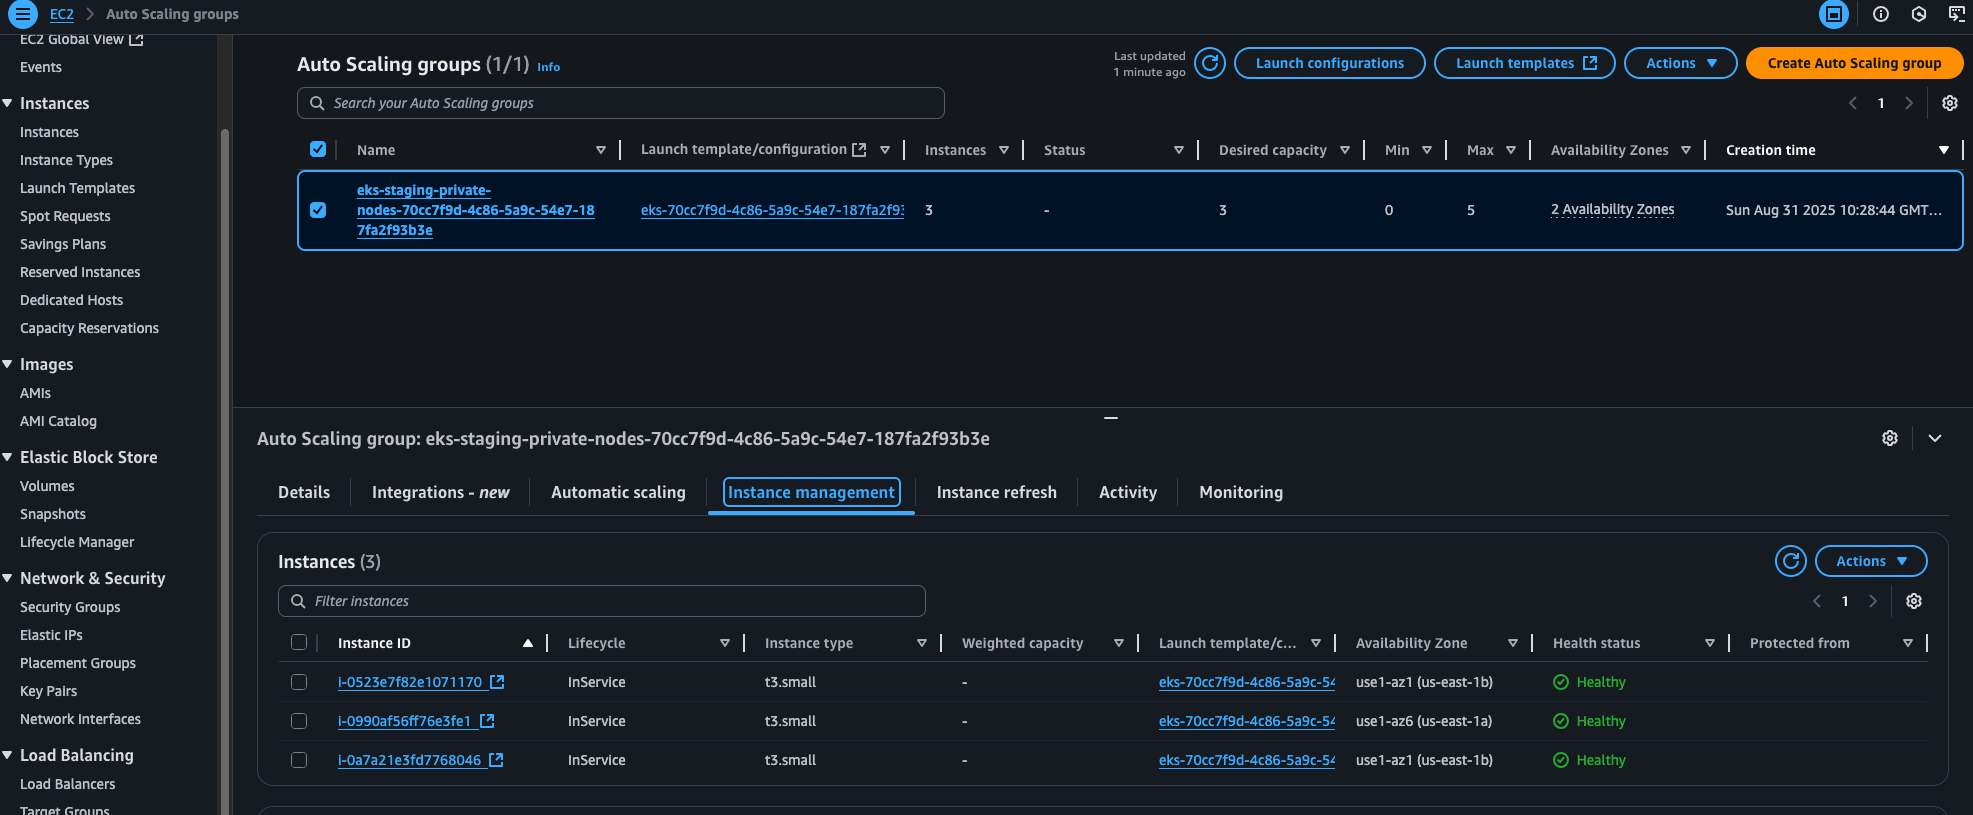 EC2 > Auto Scaling groups
EC2 Global View
Events
Instances
Instances
Instance Types
Launch Templates
Spot Requests
Savings Plans
Reserved Instances
Dedicated Hosts
Capacity Reservations
Images
AMIs
AMI Catalog
Elastic Block Store
Volumes
Snapshots
Lifecycle Manager
Network & Security
Security Groups
Elastic IPs
Placement Groups
Key Pairs
Network Interfaces
Load Balancing
Load Balancers
Target Groups
Auto Scaling groups (1/1) Info
Last updated
1 minute ago
Launch configurations
Launch templates
Actions
Create Auto Scaling group
Search your Auto Scaling groups
1
Name Launch template/configuration Instances Status Desired capacity Min Max Availability Zones Creation time
eks-staging-private-
nodes-70cc7f9d-4c86-5a9c-54e7-18
7fa2f93b3e
eks-70cc7f9d-4c86-5a9c-54e7-187fa2f93 3 - 3 0 5 2 Availability Zones Sun Aug 31 2025 10:28:44 GMT...
Auto Scaling group: eks-staging-private-nodes-70cc7f9d-4c86-5a9c-54e7-187fa2f93b3e
Details Integrations - new Automatic scaling Instance management Instance refresh Activity Monitoring
Instances (3)
Actions
Filter instances
1
Instance ID Lifecycle Instance type Weighted capacity Launch template/c... Availability Zone Health status Protected from
i-0523e7f82e1071170 InService t3.small - eks-70cc7f9d-4c86-5a9c-54 use1-az1 (us-east-1b) Healthy
i-0990af56ff76e3fe1 InService t3.small - eks-70cc7f9d-4c86-5a9c-54 use1-az6 (us-east-1a) Healthy
i-0a7a21e3fd7768046 InService t3.small - eks-70cc7f9d-4c86-5a9c-54 use1-az1 (us-east-1b) Healthy